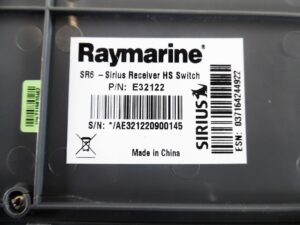 Raymarine®
SR6 - Sirius Receiver HS Switch
P/N: E32122
S/N: */AE321220900145
Made in China
SIRIUS
ESN: 037164244922